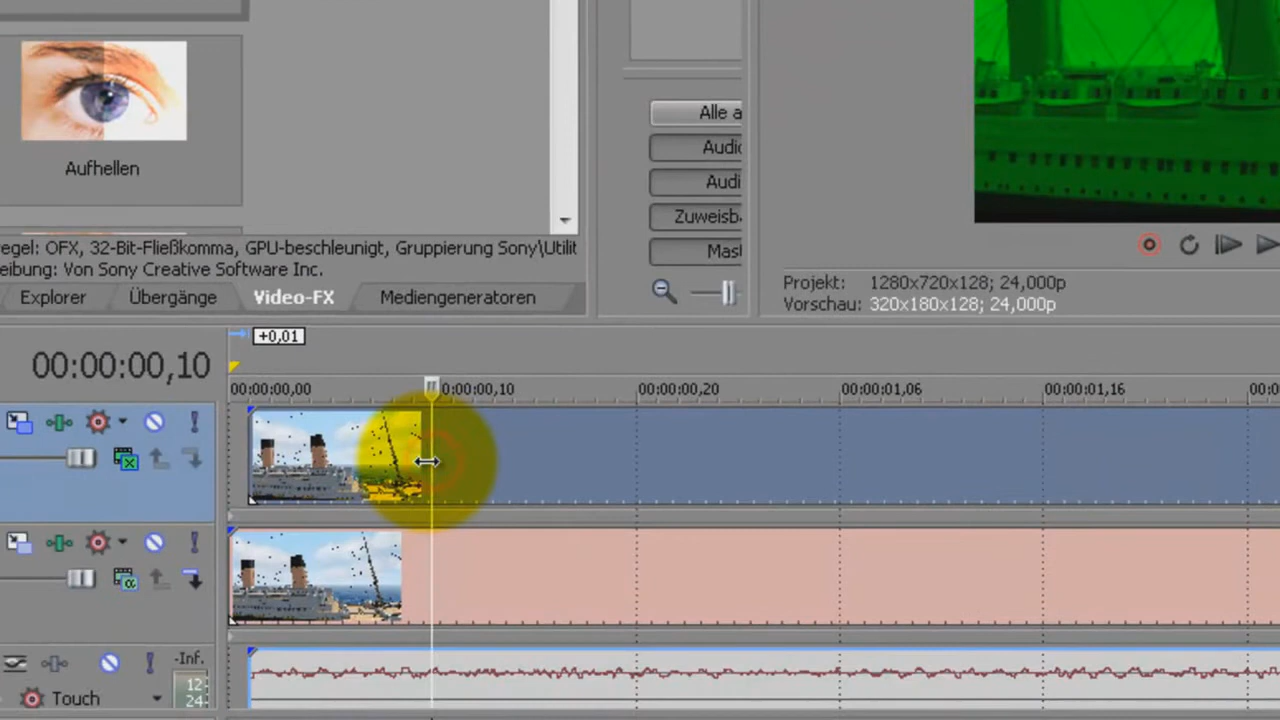 Aufhellen
Alle a
Audio
Audi
Zuweisb
Mask
regel: OFX, 32-Bit-Fließkomma, GPU-beschleunigt, Gruppierung Sony\Utilit
eibung: Von Sony Creative Software Inc.
Explorer Übergänge Video-FX Mediengeneratoren
Projekt: 1280x720x128; 24,000p
Vorschau: 320x180x128; 24,000p
+0,01
00:00:00,10
00:00:00,00 0:00:00,10 00:00:00,20 00:00:01,06 00:00:01,16 00:0
-Inf.
12
24
Touch